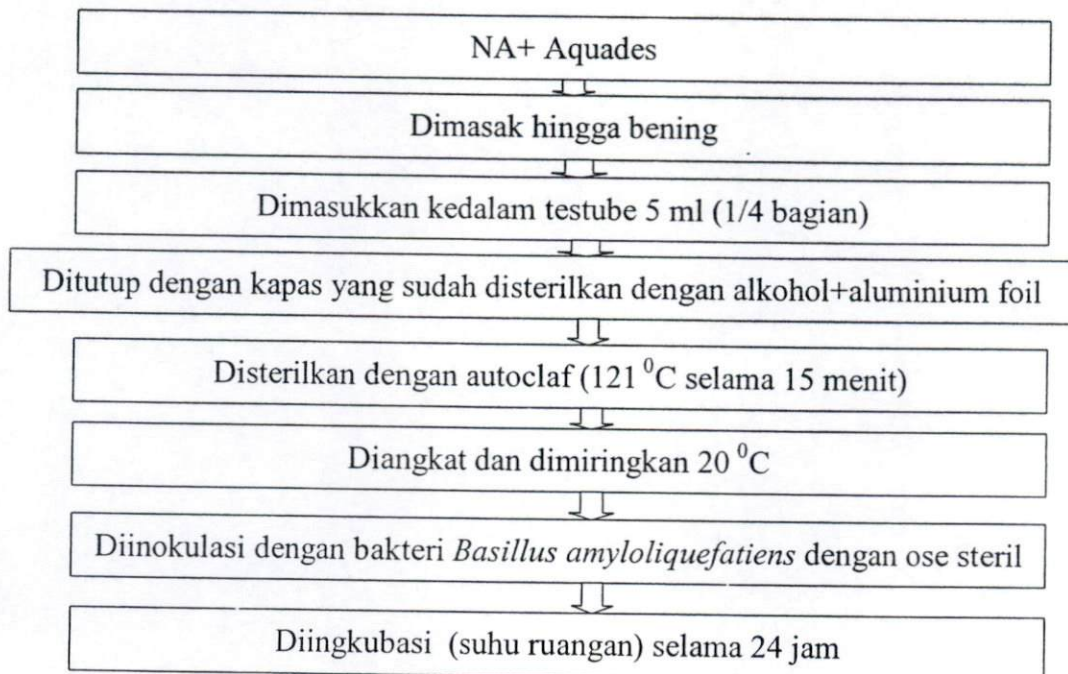 NA+ Aquades
Dimasak hingga bening
Dimasukkan kedalam testube 5 ml (1/4 bagian)
Ditutup dengan kapas yang sudah disterilkan dengan alkohol+aluminium foil
Disterilkan dengan autoclaf (121 ⁰C selama 15 menit)
Diangkat dan dimiringkan 20 ⁰C
Diinokulasi dengan bakteri Basillus amyloliquefatiens dengan ose steril
Diingkubasi (suhu ruangan) selama 24 jam